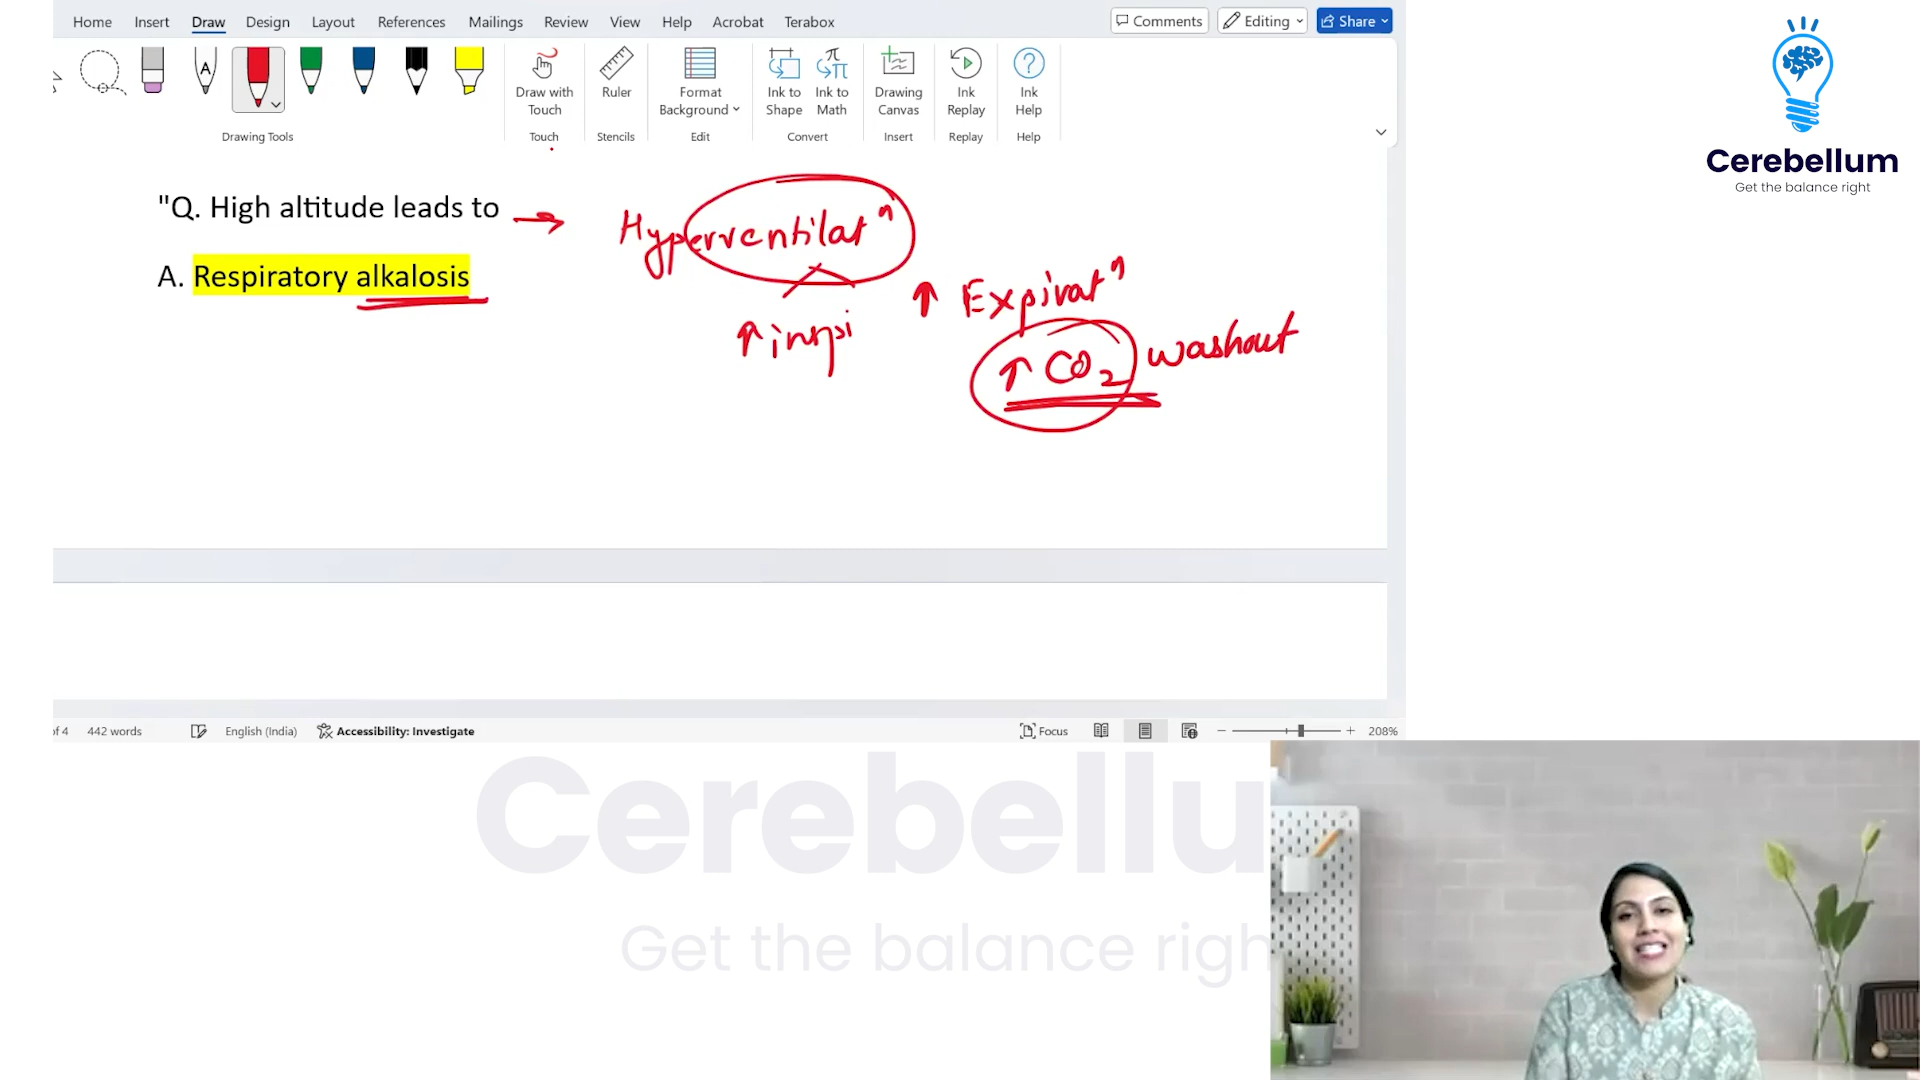 Home Insert Draw Design Layout References Mailings Review View Help Acrobat Terabox
Comments Editing Share
Draw with Touch
Ruler
Format Background
Ink to Shape
Ink to Math
Drawing Canvas
Ink Replay
Ink Help
Drawing Tools Touch Stencils Edit Convert Insert Replay Help
Cerebellum
Get the balance right
"Q. High altitude leads to
Hyperventilatⁿ
A. Respiratory alkalosis
↑ Expiratⁿ
↑ inspi
↑ CO₂ washout
of 4 442 words English (India) Accessibility: Investigate Focus 208%
Cerebellu
Get the balance righ